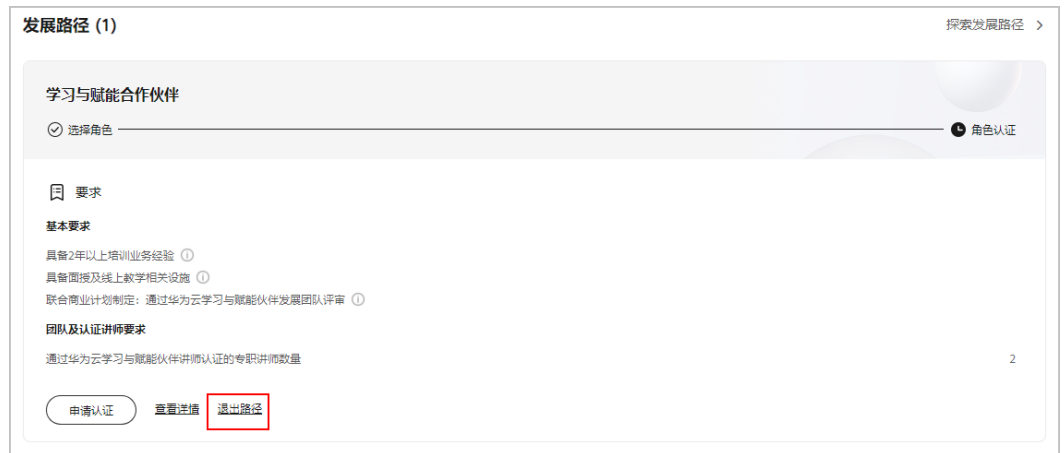 发展路径 (1)
探索发展路径
学习与赋能合作伙伴
选择角色
角色认证
要求
基本要求
具备2年以上培训业务经验
具备面授及线上教学相关设施
联合商业计划制定：通过华为云学习与赋能伙伴发展团队评审
团队及认证讲师要求
通过华为云学习与赋能伙伴讲师认证的专职讲师数量 2
申请认证 查看详情 退出路径